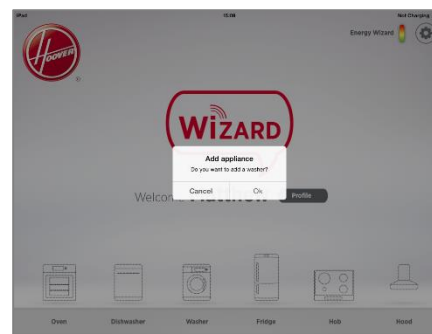 iPad 15:08 Not Charging
Energy Wizard
HOOVER
®
WIZARD
Add appliance
Do you want to add a washer?
Cancel Ok
Welcome Profile
Oven Dishwasher Washer Fridge Hob Hood